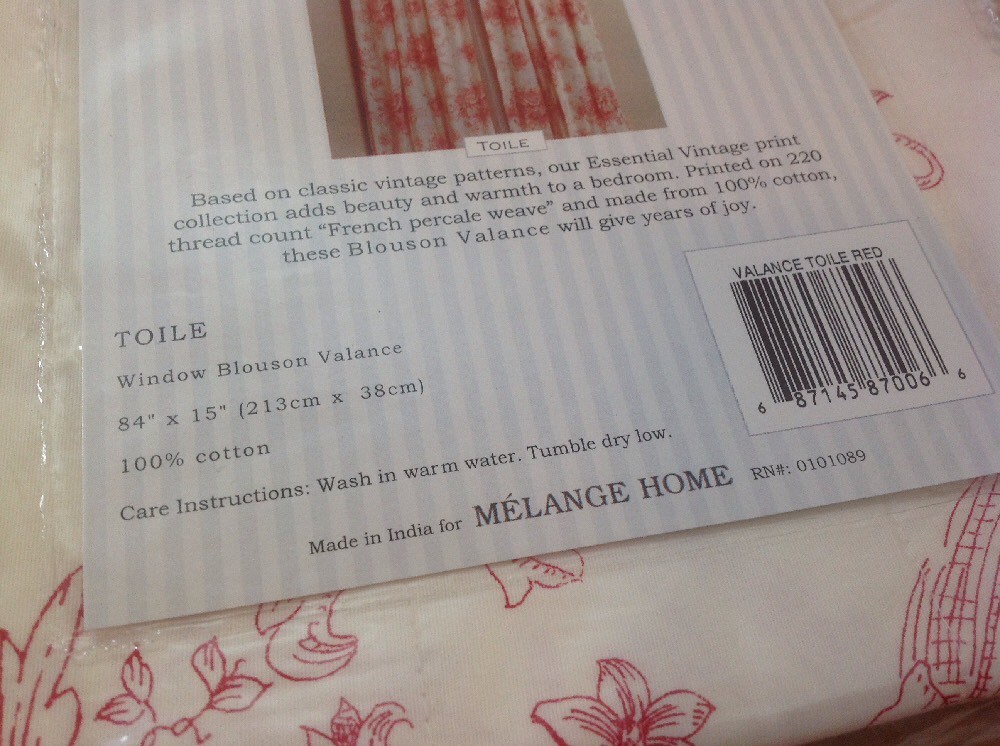 TOILE
Based on classic vintage patterns, our Essential Vintage print
collection adds beauty and warmth to a bedroom. Printed on 220
thread count “French percale weave” and made from 100% cotton,
these Blouson Valance will give years of joy.
TOILE
Window Blouson Valance
84" x 15" (213cm x 38cm)
100% cotton
Care Instructions: Wash in warm water. Tumble dry low.
Made in India for MÉLANGE HOME RN#: 0101089
VALANCE TOILE RED
6 87145 87006 6